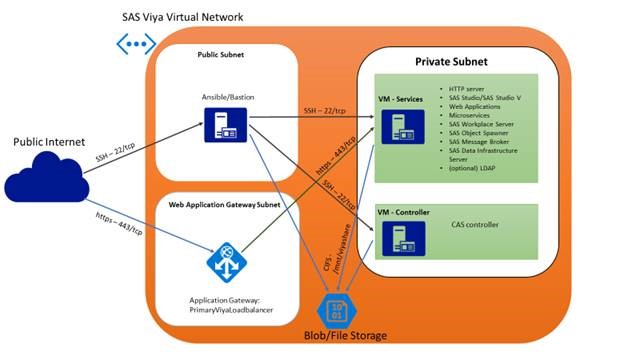 SAS Viya Virtual Network
Public Subnet
Ansible/Bastion
Private Subnet
VM - Services
HTTP server
SAS Studio/SAS Studio V
Web Applications
Microservices
SAS Workplace Server
SAS Object Spawner
SAS Message Broker
SAS Data Infrastructure
Server
(optional) LDAP
Public Internet
SSH – 22/tcp
SSH – 22/tcp
https – 443/tcp
SSH – 22/tcp
https – 443/tcp
Web Application Gateway Subnet
Application Gateway:
PrimaryViyaLoadbalancer
VM - Controller
CAS controller
CIFS -
/mnt/viyashare
10
01
Blob/File Storage